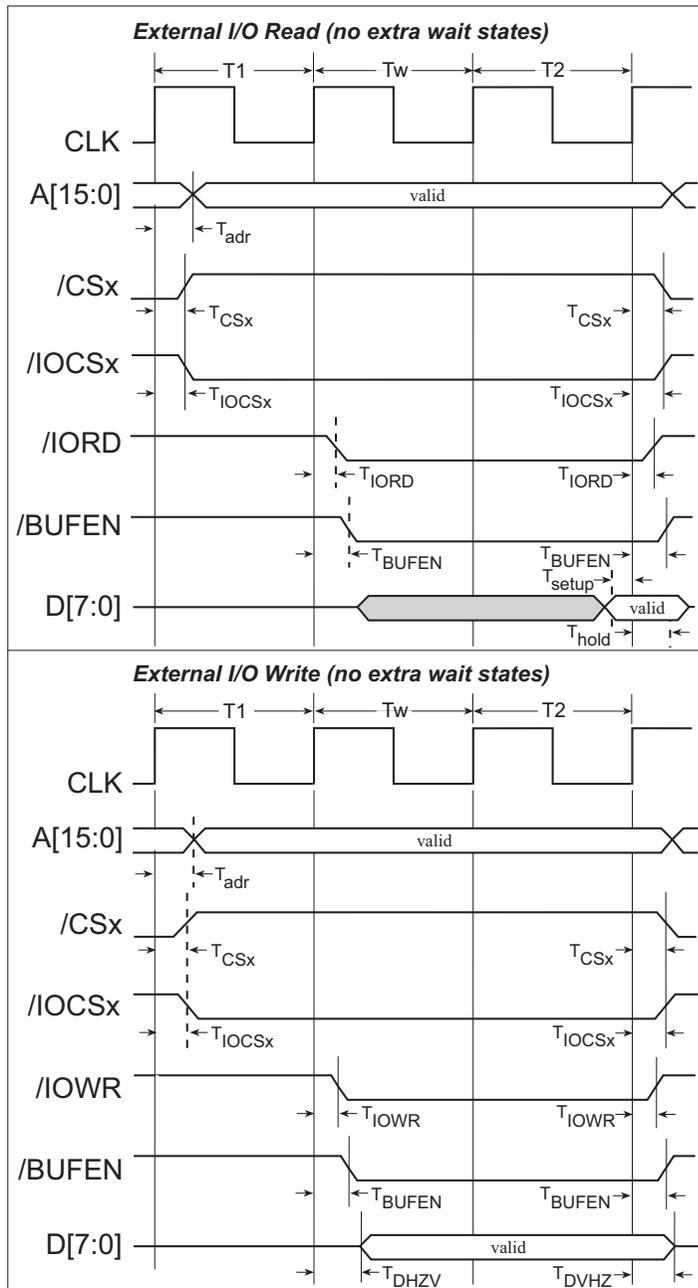 External I/O Read (no extra wait states)
T1 Tw T2
CLK
A[15:0] valid
Tadr
/CSx
TCSx TCSx
/IOCSx
TIOCSx TIOCSx
/IORD
TIORD TIORD
/BUFEN
TBUFEN TBUFEN
Tsetup
D[7:0] valid
Thold
External I/O Write (no extra wait states)
T1 Tw T2
CLK
A[15:0] valid
Tadr
/CSx
TCSx TCSx
/IOCSx
TIOCSx TIOCSx
/IOWR
TIOWR TIOWR
/BUFEN
TBUFEN TBUFEN
D[7:0] valid
TDHZV TDVHZ